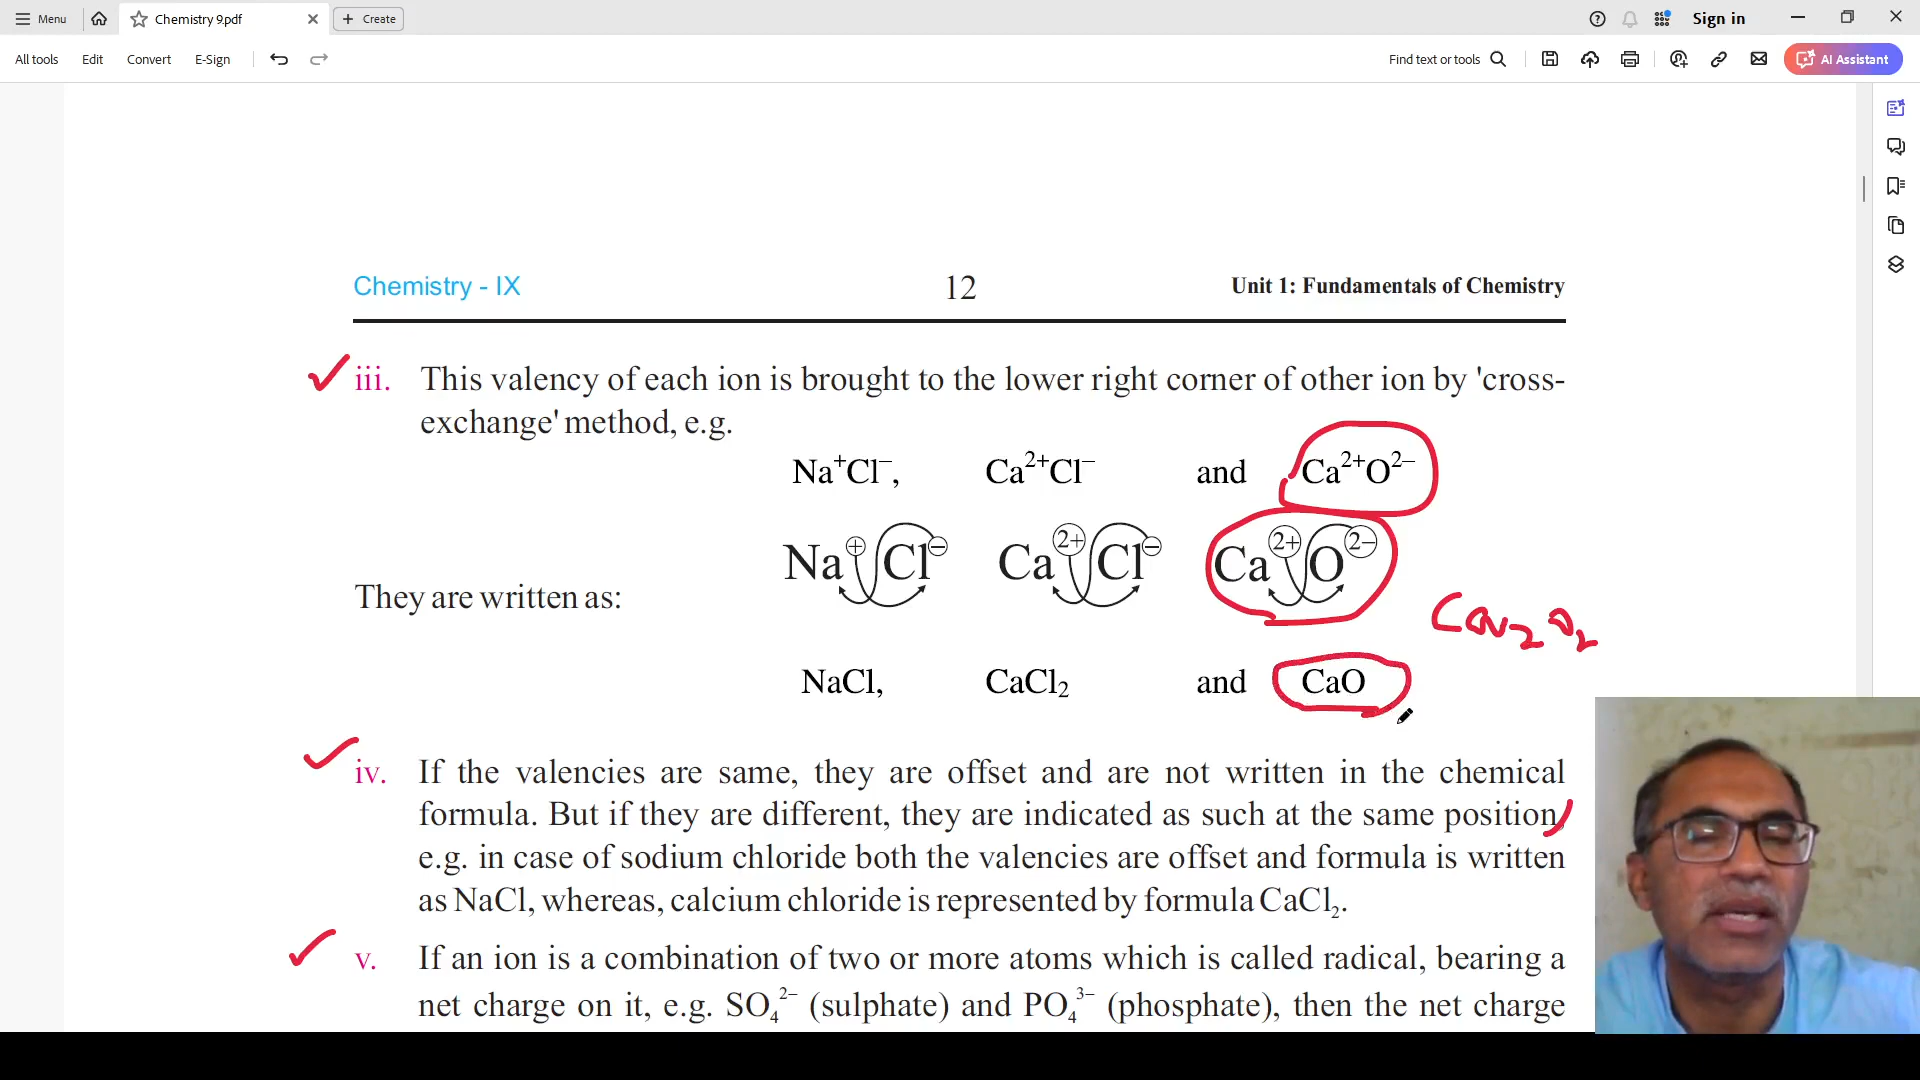 Menu Chemistry 9.pdf Create Sign in
All tools Edit Convert E-Sign Find text or tools AI Assistant
Chemistry - IX 12 Unit 1: Fundamentals of Chemistry
iii. This valency of each ion is brought to the lower right corner of other ion by 'cross-
exchange' method, e.g.
Na⁺Cl⁻, Ca²⁺Cl⁻ and Ca²⁺O²⁻
Na⁺Cl⁻ Ca²⁺Cl⁻ Ca²⁺O²⁻
They are written as:
Ca₂O₂
NaCl, CaCl₂ and CaO
iv. If the valencies are same, they are offset and are not written in the chemical
formula. But if they are different, they are indicated as such at the same position,
e.g. in case of sodium chloride both the valencies are offset and formula is written
as NaCl, whereas, calcium chloride is represented by formula CaCl₂.
v. If an ion is a combination of two or more atoms which is called radical, bearing a
net charge on it, e.g. SO₄²⁻ (sulphate) and PO₄³⁻ (phosphate), then the net charge